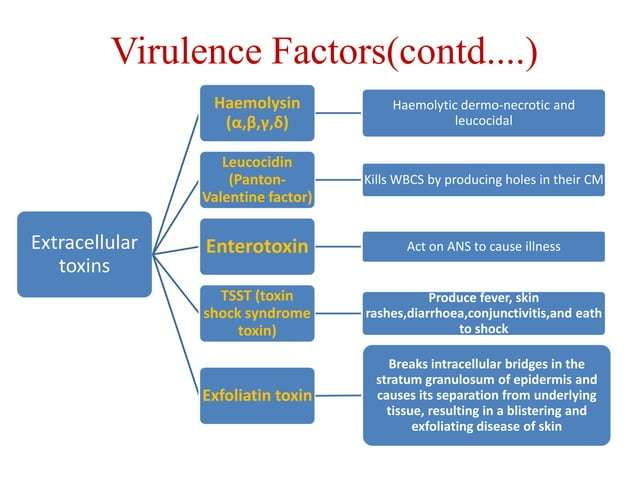 Virulence Factors(contd....)
Extracellular
toxins
Haemolysin
(α,β,γ,δ)
Haemolytic dermo-necrotic and
leucocidal
Leucocidin
(Panton-
Valentine factor)
Kills WBCS by producing holes in their CM
Enterotoxin
Act on ANS to cause illness
TSST (toxin
shock syndrome
toxin)
Produce fever, skin
rashes,diarrhoea,conjunctivitis,and eath
to shock
Exfoliatin toxin
Breaks intracellular bridges in the
stratum granulosum of epidermis and
causes its separation from underlying
tissue, resulting in a blistering and
exfoliating disease of skin